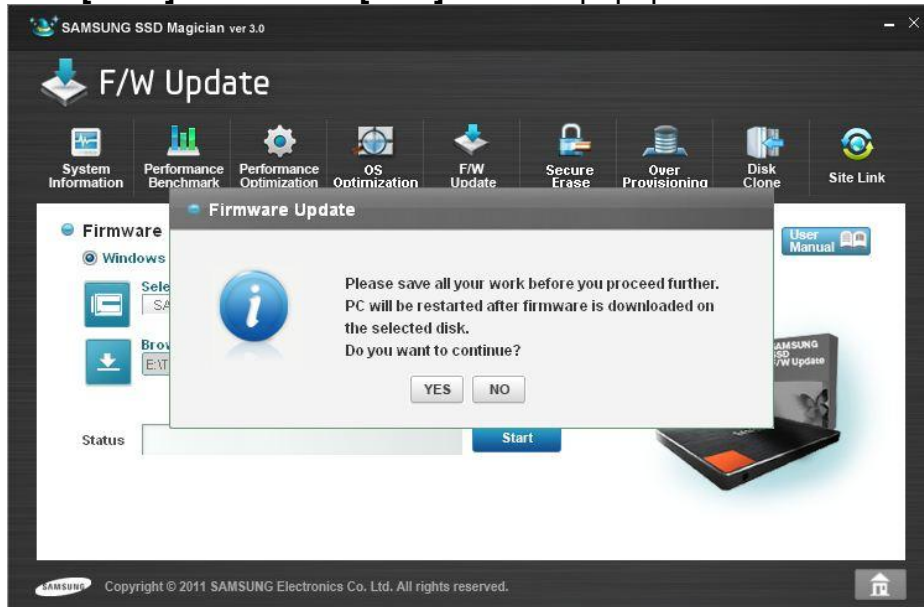 SAMSUNG SSD Magician ver 3.0
F/W Update
System Information
Performance Benchmark
Performance Optimization
OS Optimization
F/W Update
Secure Erase
Over Provisioning
Disk Clone
Site Link
Firmware Update
Firmware
User Manual
Windows
Please save all your work before you proceed further.
PC will be restarted after firmware is downloaded on
the selected disk.
Do you want to continue?
YES NO
SAMSUNG
SSD
F/W Update
E:\T
Status
Start
SAMSUNG Copyright © 2011 SAMSUNG Electronics Co. Ltd. All rights reserved.